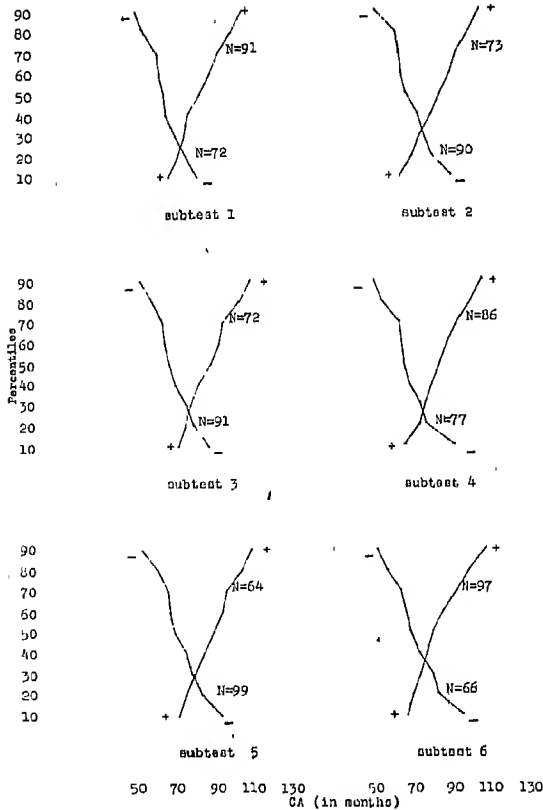 90
80
70
60
50
40
30
20
10
− +
N=91
N=72
+ −
subtest 1
− +
N=73
N=90
+ −
subtest 2
Percentiles
90
80
70
60
50
40
30
20
10
− +
N=72
N=91
+ −
subtest 3
− +
N=86
N=77
+ −
subtest 4
90
80
70
60
50
40
30
20
10
− +
N=64
N=99
+ −
subtest 5
− +
N=97
N=66
+ −
subtest 6
50 70 90 110 130 50 70 90 110 130
CA (in months)